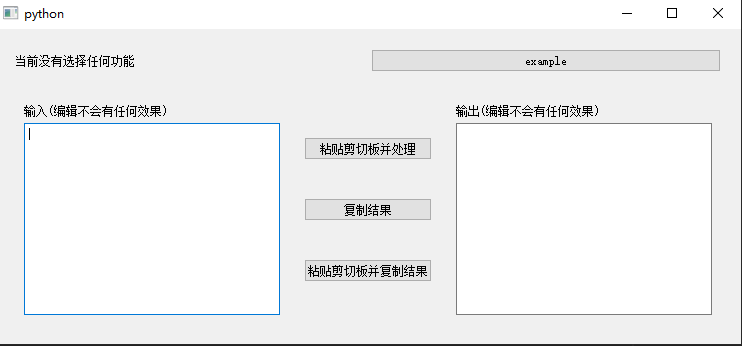 python
当前没有选择任何功能
example
输入(编辑不会有任何效果)
输出(编辑不会有任何效果)
粘贴剪切板并处理
复制结果
粘贴剪切板并复制结果